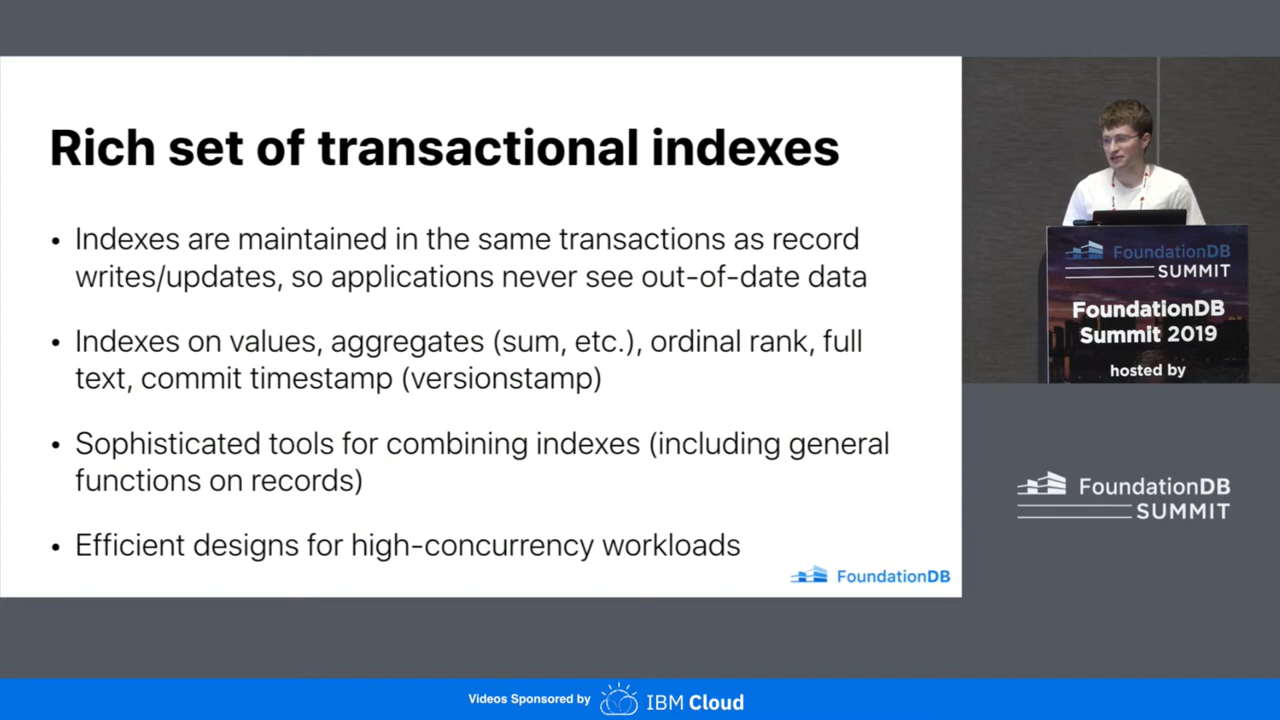 Rich set of transactional indexes
• Indexes are maintained in the same transactions as record
writes/updates, so applications never see out-of-date data
• Indexes on values, aggregates (sum, etc.), ordinal rank, full
text, commit timestamp (versionstamp)
• Sophisticated tools for combining indexes (including general
functions on records)
• Efficient designs for high-concurrency workloads
FoundationDB
FoundationDB
SUMMIT
FoundationDB
Summit 2019
hosted by
FoundationDB
SUMMIT
Videos Sponsored by IBM Cloud